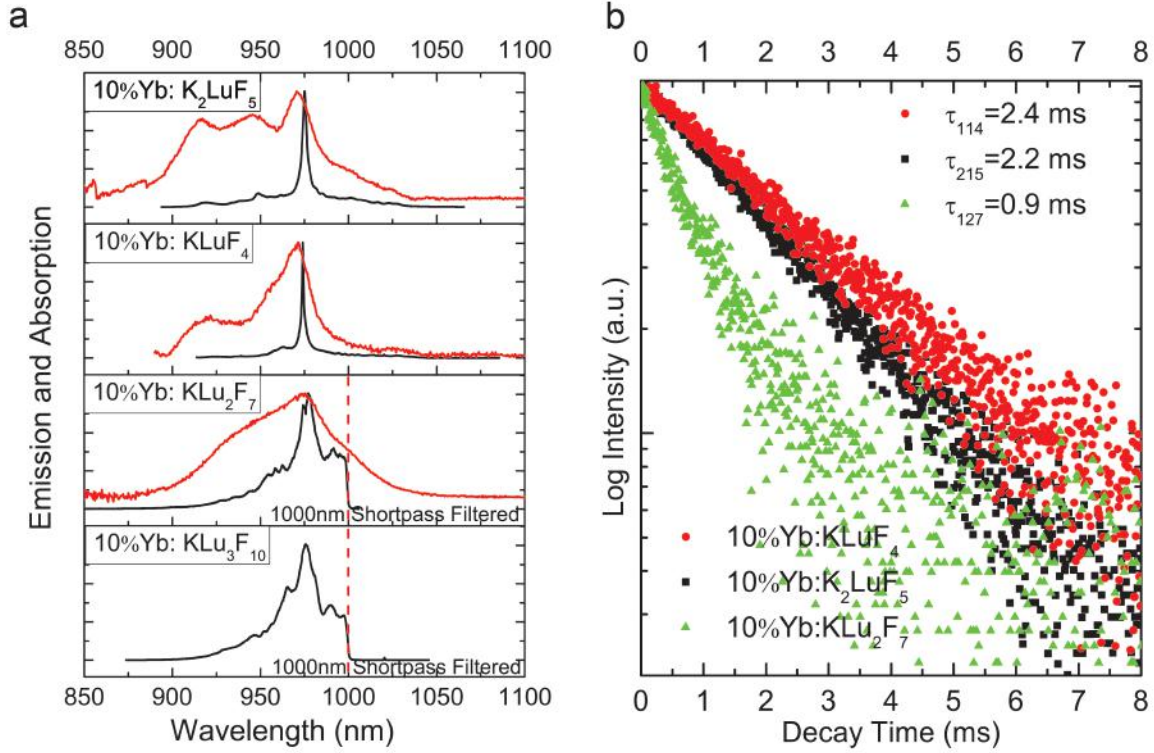 a
850 900 950 1000 1050 1100
10%Yb: K₂LuF₅
10%Yb: KLuF₄
10%Yb: KLu₂F₇
1000nm Shortpass Filtered
10%Yb: KLu₃F₁₀
1000nm Shortpass Filtered
850 900 950 1000 1050 1100
Wavelength (nm)
Emission and Absorption
b
0 1 2 3 4 5 6 7 8
τ₁₁₄=2.4 ms
τ₂₁₅=2.2 ms
τ₁₂₇=0.9 ms
10%Yb:KLuF₄
10%Yb:K₂LuF₅
10%Yb:KLu₂F₇
0 1 2 3 4 5 6 7 8
Decay Time (ms)
Log Intensity (a.u.)